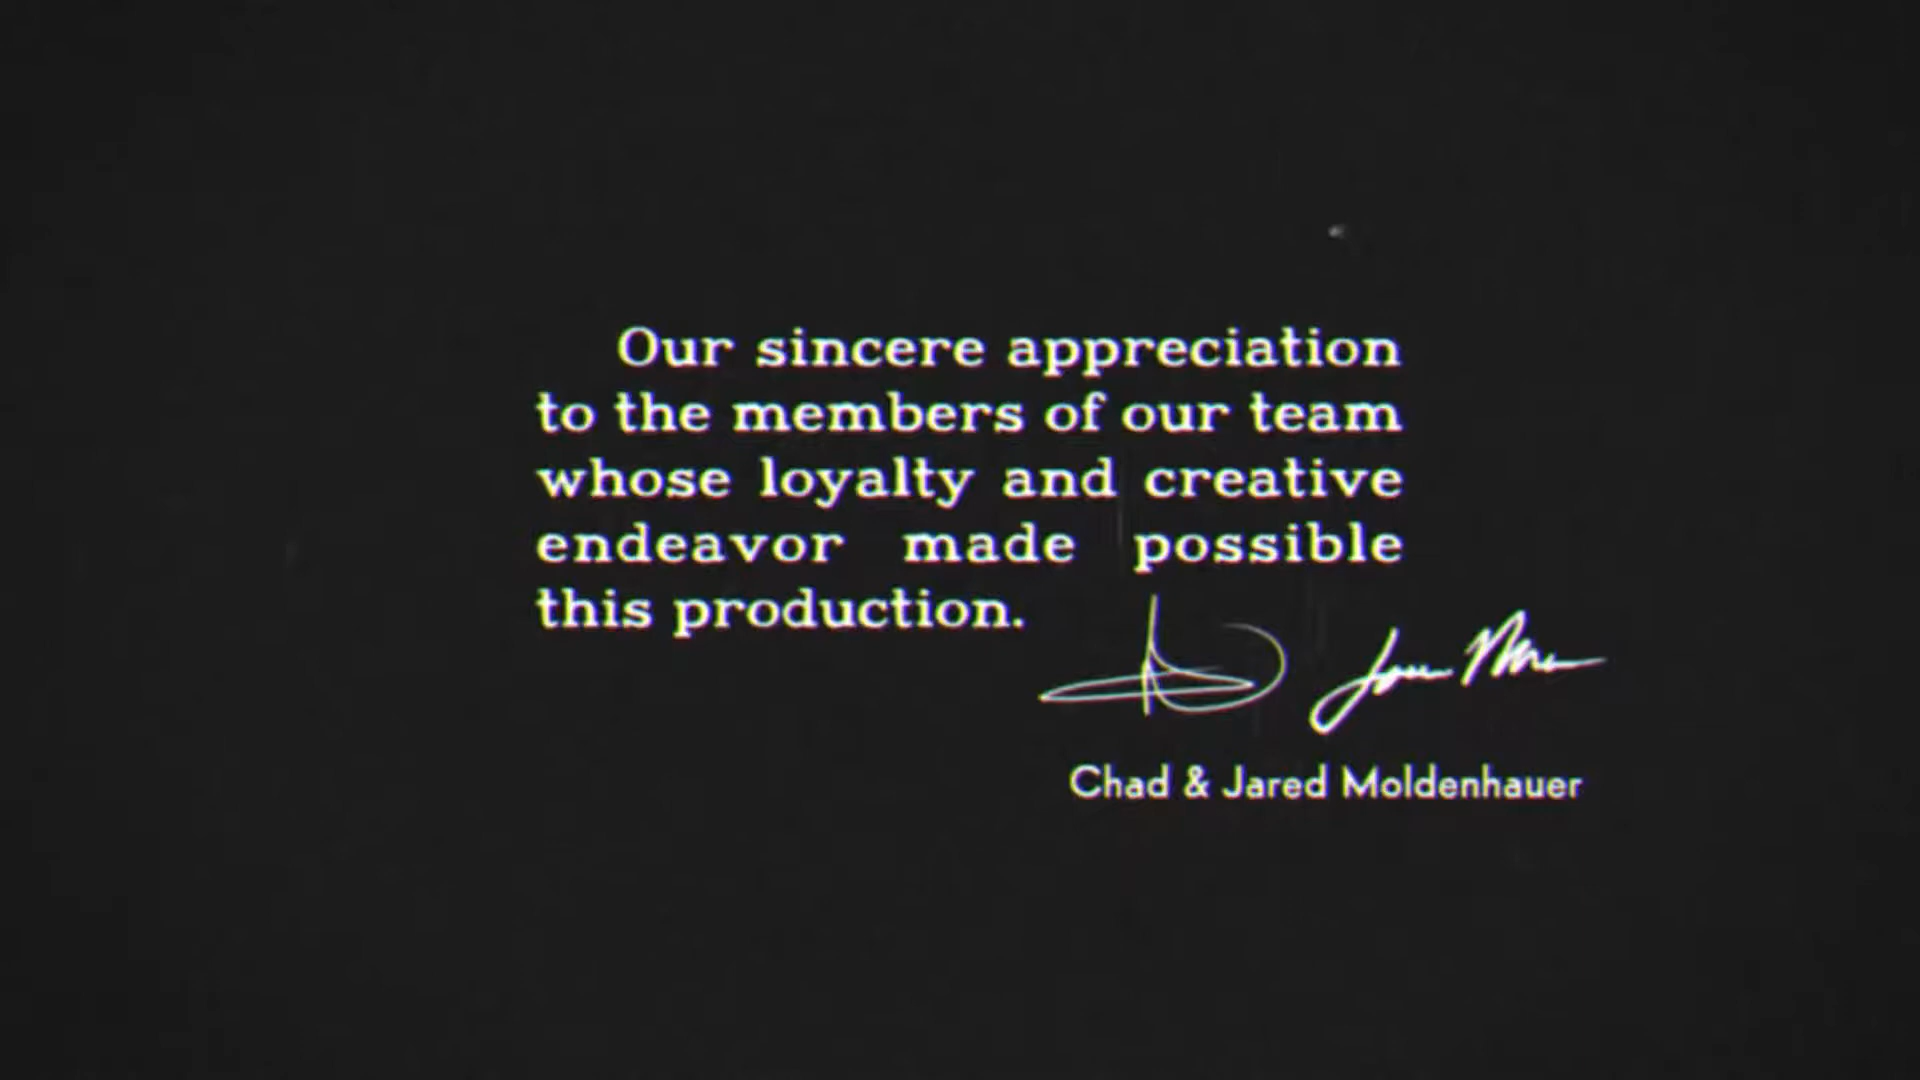 Our sincere appreciation
to the members of our team
whose loyalty and creative
endeavor made possible
this production.
Chad & Jared Moldenhauer